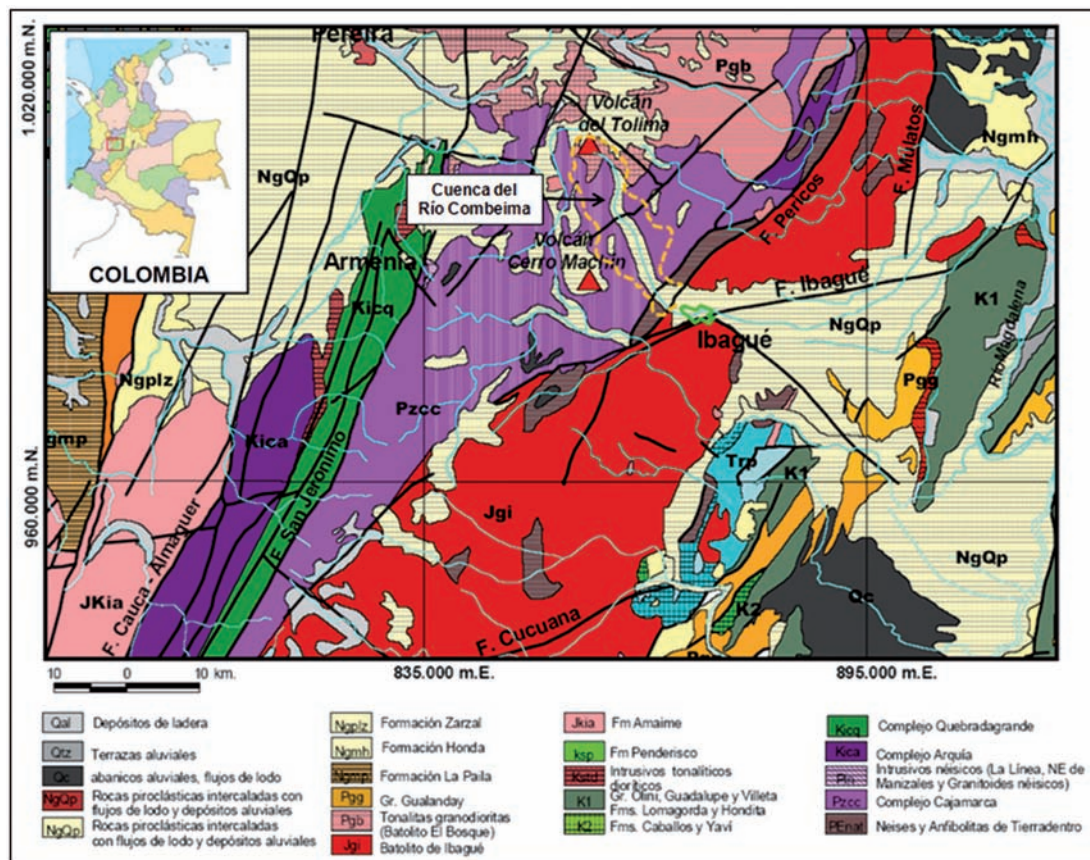 COLOMBIA
1.020.000 m.N.
960.000 m.N.
Pereira
Pgb
Volcán
del Tolima
Ngmh
F. Mulatos
F. Pericos
NgQp
Cuenca del
Río Combeima
Volcán
Cerro Machín
Armenia
Kicq
F. Ibagué
K1
Río Magdalena
NgQp
Ibagué
Pgg
Ngplz
Pzcc
Kica
gmp
Trp
K1
F. San Jerónimo
Jgi
NgQp
F. Cauca - Almaguer
JKia
Qc
F. Cucuana
K2
10 0 10 km.
835.000 m.E.
895.000 m.E.
Qal Depósitos de ladera
Qtz Terrazas aluviales
Qc abanicos aluviales, flujos de lodo
NgQp Rocas piroclásticas intercaladas con
flujos de lodo y depósitos aluviales
NgQp Rocas piroclásticas intercaladas
con flujos de lodo y depósitos aluviales
Ngplz Formación Zarzal
Ngmh Formación Honda
Ngmp Formación La Paila
Pgg Gr. Gualanday
Pgb Tonalitas granodioritas
(Batolito El Bosque)
Jgi Batolito de Ibagué
Jkia Fm Amaime
ksp Fm Penderisco
Kstd Intrusivos tonalíticos
dioríticos
K1 Gr. Olini, Guadalupe y Villeta
Fms. Lomagorda y Hondita
K2 Fms. Caballos y Yaví
Kicq Complejo Quebradagrande
Kica Complejo Arquía
Intrusivos néisicos (La Línea, NE de
Manizales y Granitoides néisicos)
Pzcc Complejo Cajamarca
PEnat Neises y Anfibolitas de Tierradentro